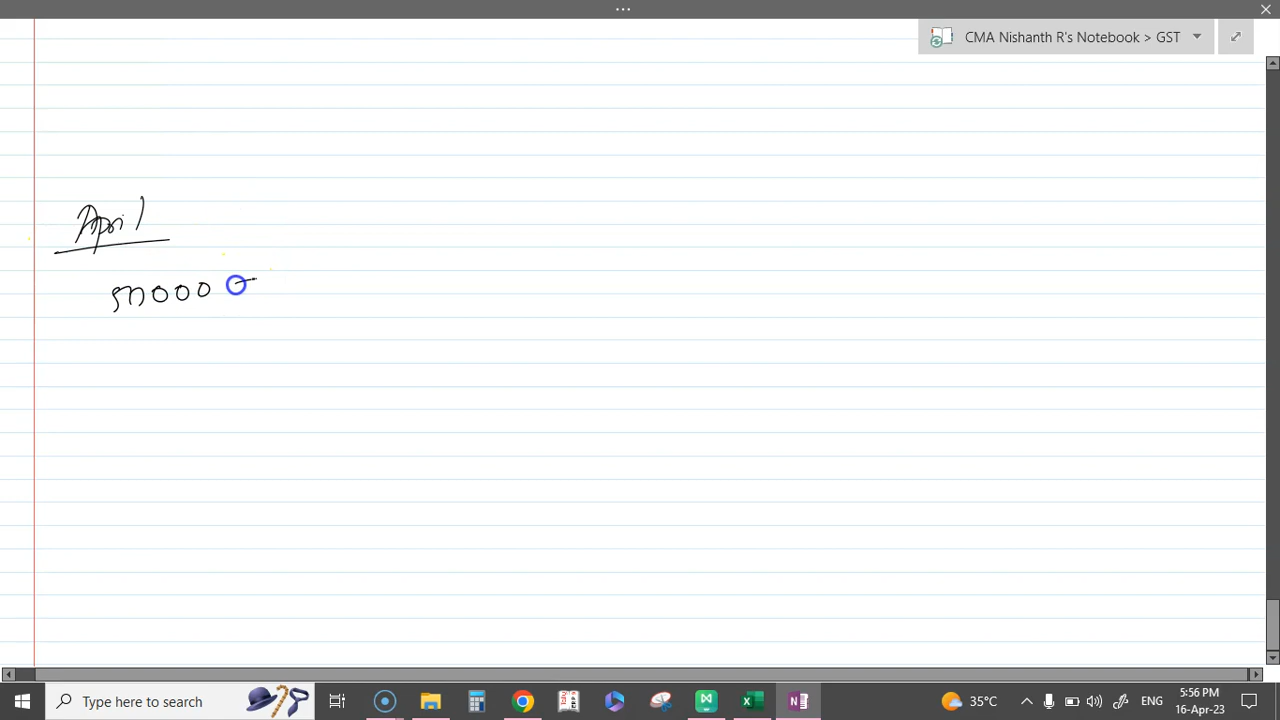 ...
CMA Nishanth R's Notebook > GST
April
50000 -
Type here to search
35°C
ENG
5:56 PM
16-Apr-23